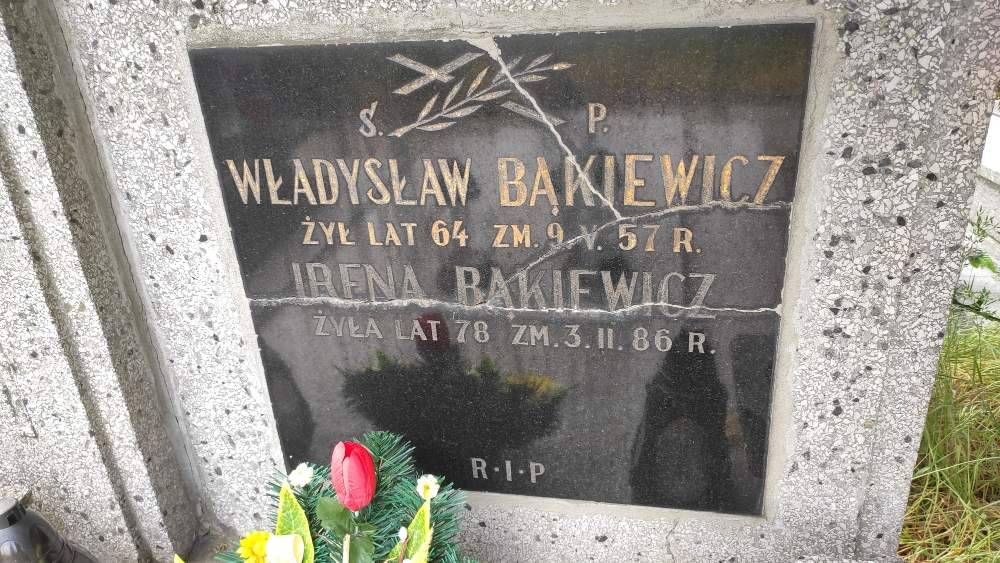 Ś. P.
WŁADYSŁAW BĄKIEWICZ
ŻYŁ LAT 64 ZM. 9. V. 57 R.
IRENA BĄKIEWICZ
ŻYŁA LAT 78 ZM. 3. II. 86 R.
R·I·P